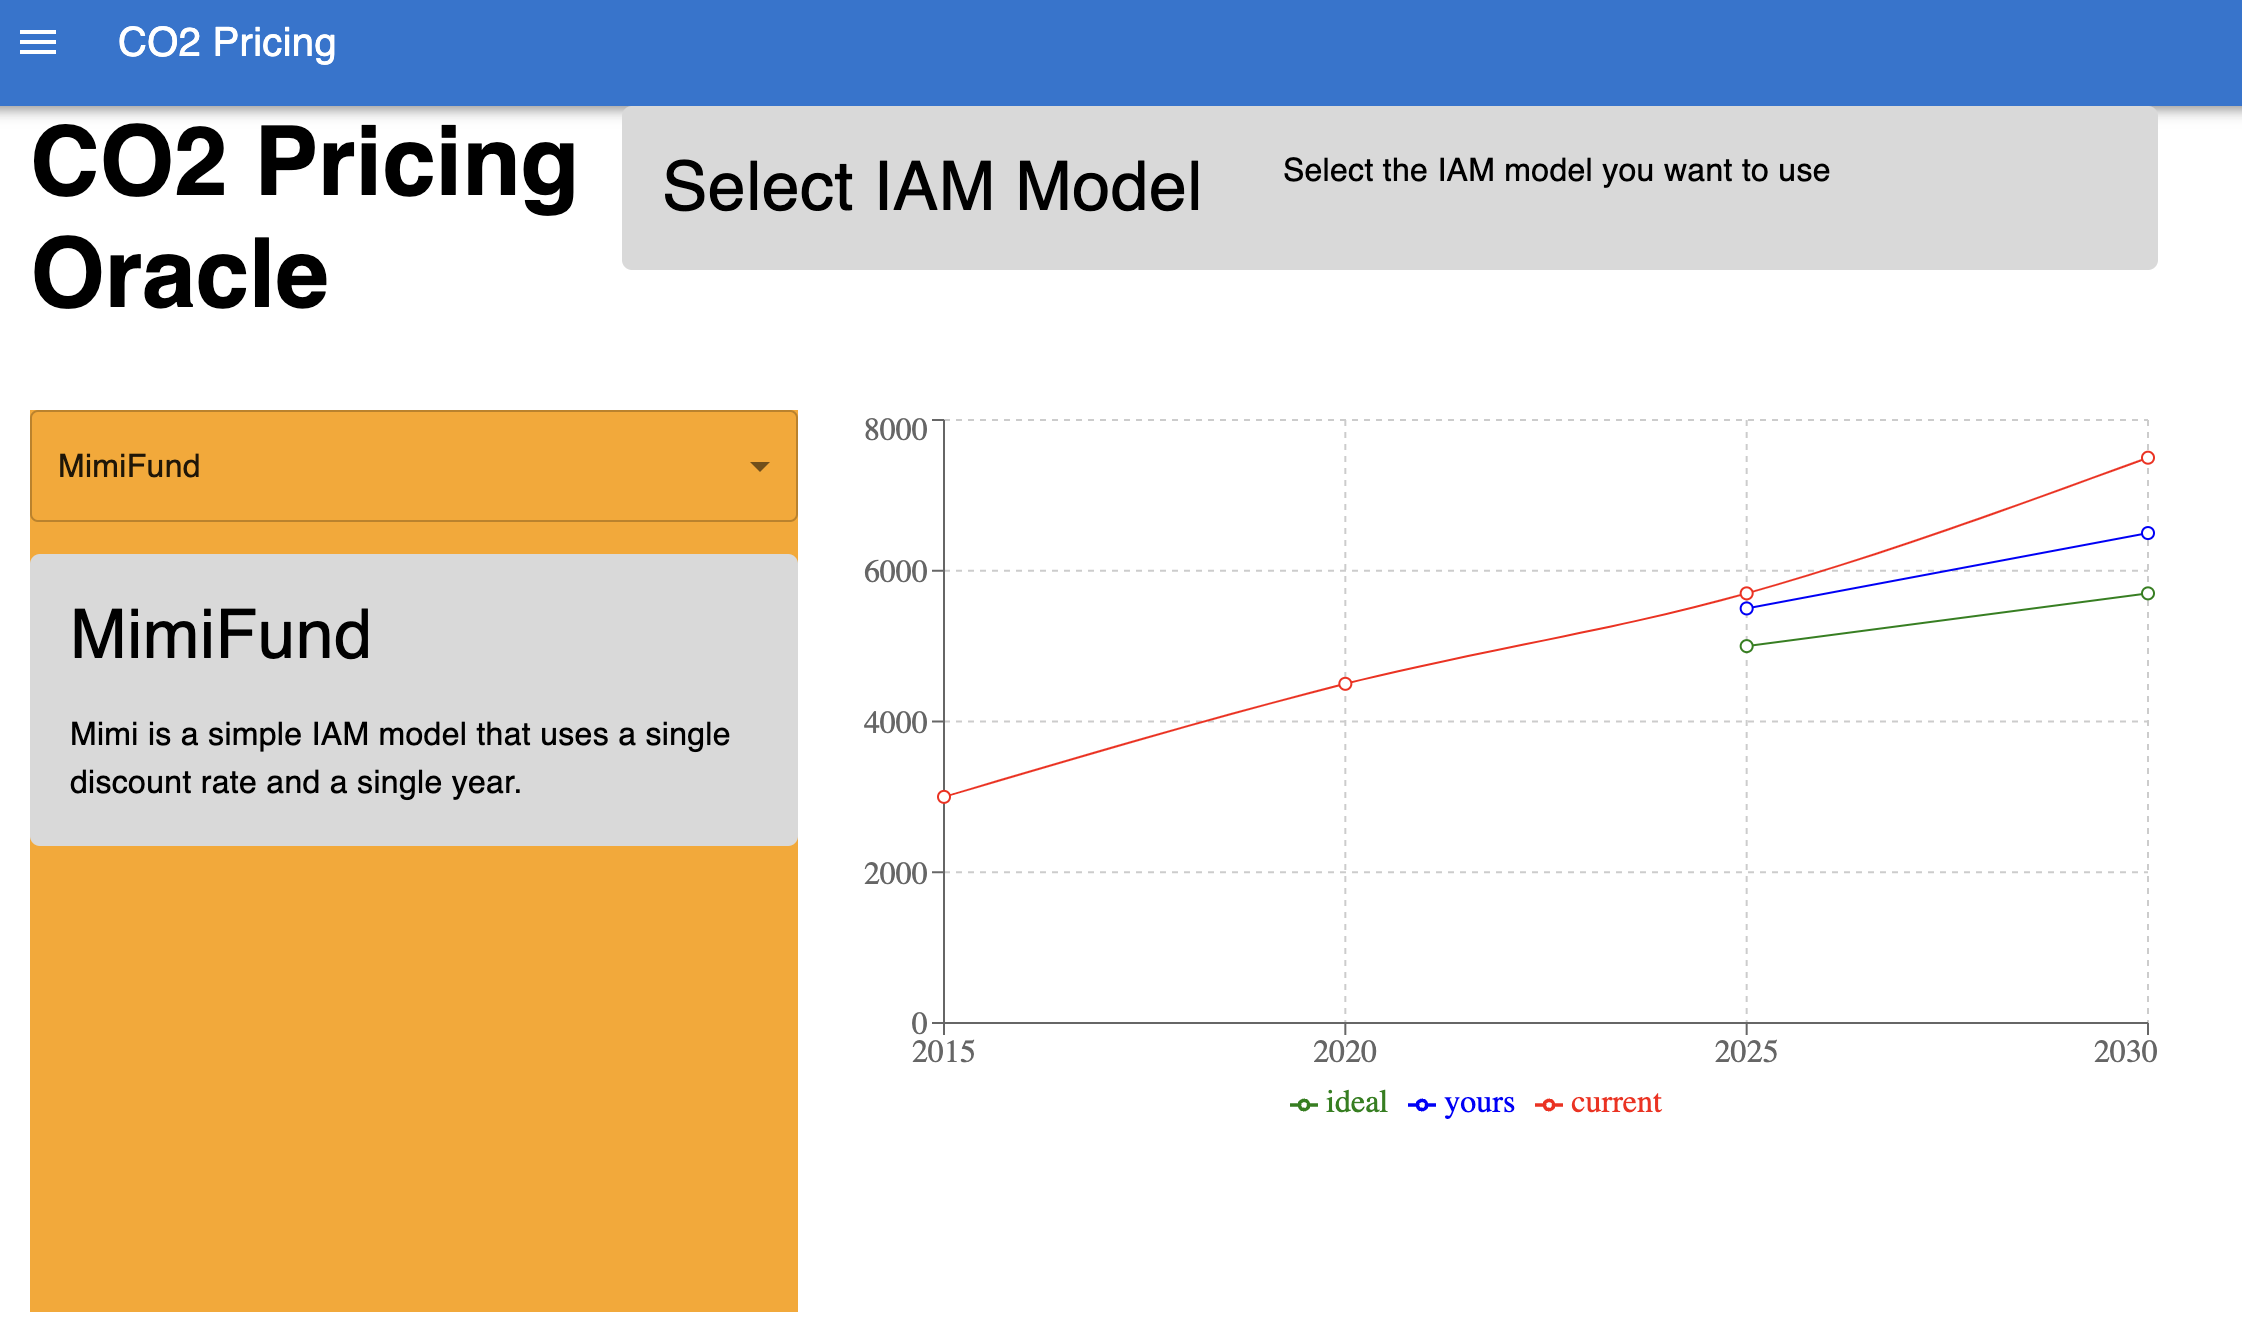 CO2 Pricing
CO2 Pricing
Oracle
Select IAM Model
Select the IAM model you want to use
MimiFund
MimiFund
Mimi is a simple IAM model that uses a single
discount rate and a single year.
8000
6000
4000
2000
0
2015 2020 2025 2030
ideal yours current